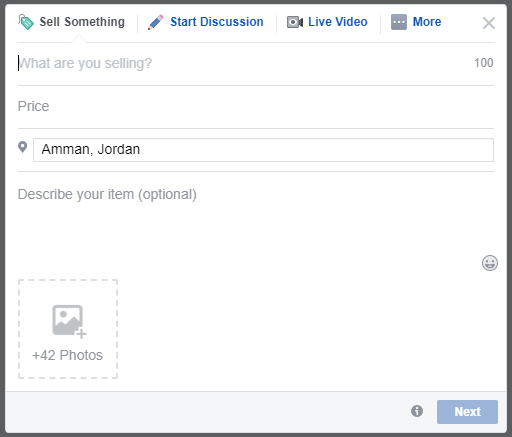 Sell Something Start Discussion Live Video More
What are you selling? 100
Price
Amman, Jordan
Describe your item (optional)
+42 Photos
Next